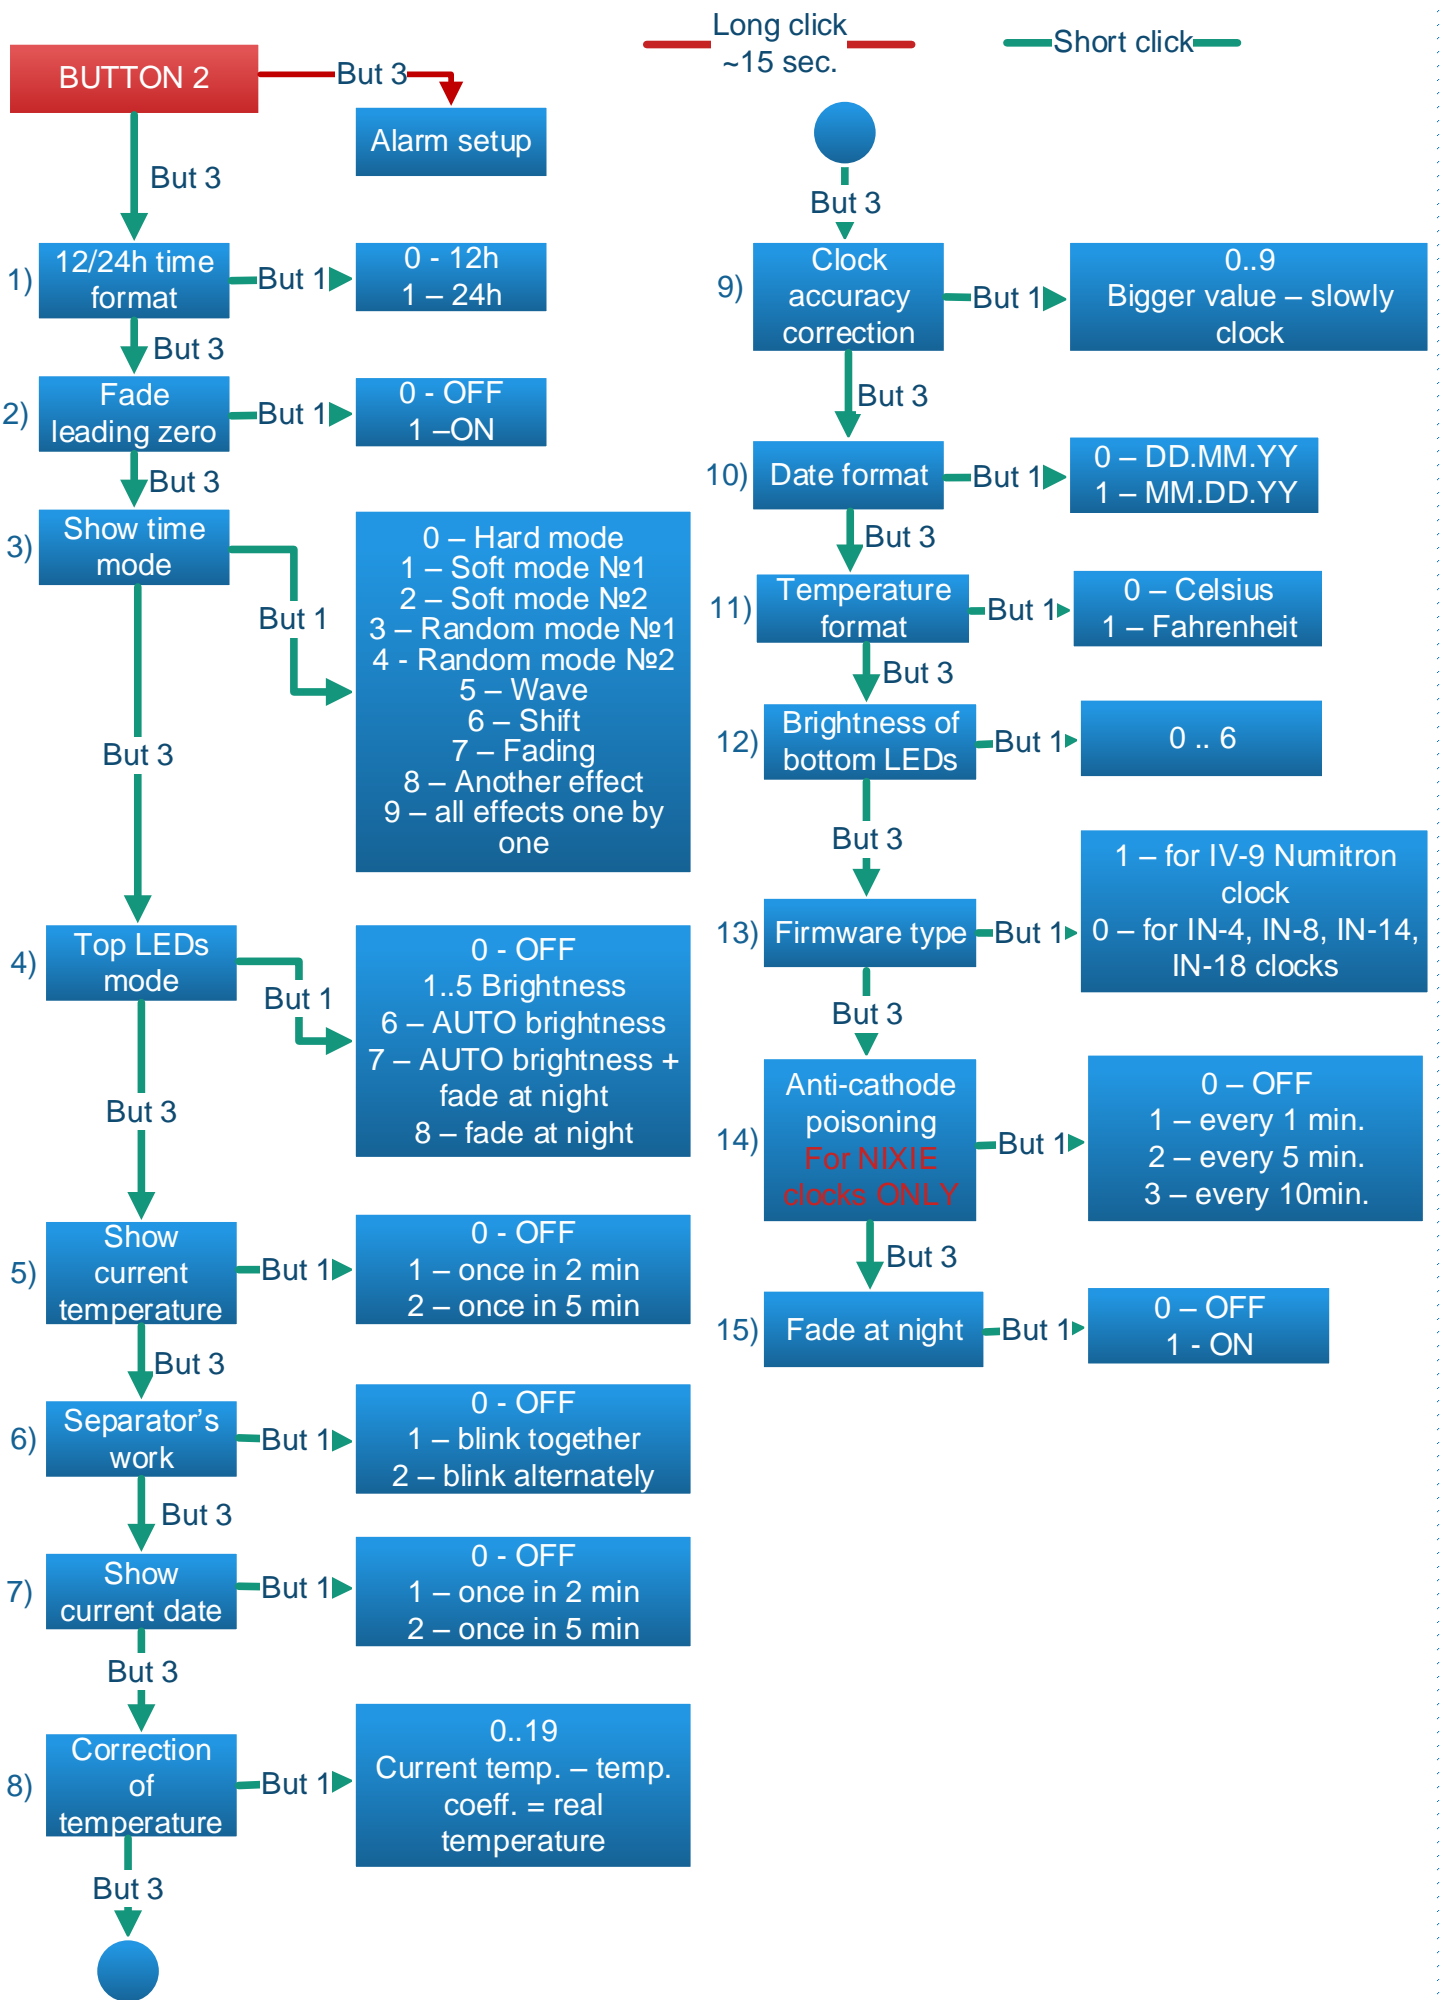 Long click
~15 sec.
Short click
BUTTON 2
But 3
Alarm setup
But 3
1)
12/24h time
format
But 1
0 - 12h
1 – 24h
But 3
2)
Fade
leading zero
But 1
0 - OFF
1 –ON
But 3
3)
Show time
mode
But 1
0 – Hard mode
1 – Soft mode №1
2 – Soft mode №2
3 – Random mode №1
4 - Random mode №2
5 – Wave
6 – Shift
7 – Fading
8 – Another effect
9 – all effects one by
one
But 3
4)
Top LEDs
mode
But 1
0 - OFF
1..5 Brightness
6 – AUTO brightness
7 – AUTO brightness +
fade at night
8 – fade at night
But 3
5)
Show
current
temperature
But 1
0 - OFF
1 – once in 2 min
2 – once in 5 min
But 3
6)
Separator’s
work
But 1
0 - OFF
1 – blink together
2 – blink alternately
But 3
7)
Show
current date
But 1
0 - OFF
1 – once in 2 min
2 – once in 5 min
But 3
8)
Correction
of
temperature
But 1
0..19
Current temp. – temp.
coeff. = real
temperature
But 3
But 3
9)
Clock
accuracy
correction
But 1
0..9
Bigger value – slowly
clock
But 3
10)
Date format
But 1
0 – DD.MM.YY
1 – MM.DD.YY
But 3
11)
Temperature
format
But 1
0 – Celsius
1 – Fahrenheit
But 3
12)
Brightness of
bottom LEDs
But 1
0 .. 6
But 3
13)
Firmware type
But 1
1 – for IV-9 Numitron
clock
0 – for IN-4, IN-8, IN-14,
IN-18 clocks
But 3
14)
Anti-cathode
poisoning
For NIXIE
clocks ONLY
But 1
0 – OFF
1 – every 1 min.
2 – every 5 min.
3 – every 10min.
But 3
15)
Fade at night
But 1
0 – OFF
1 - ON